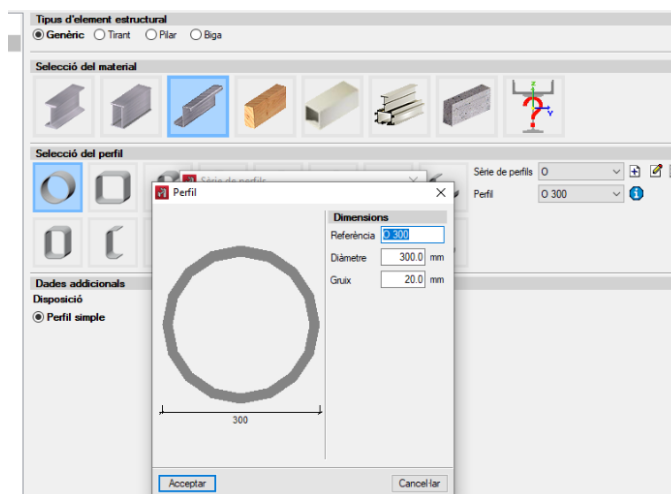 Tipus d'element estructural
Genèric Tirant Pilar Biga
Selecció del material
Selecció del perfil
Sèrie de perfils
Sèrie de perfils O
Perfil O 300
Perfil
Dimensions
Referència O 300
Diàmetre 300.0 mm
Gruix 20.0 mm
300
Acceptar Cancel·lar
Dades addicionals
Disposició
Perfil simple